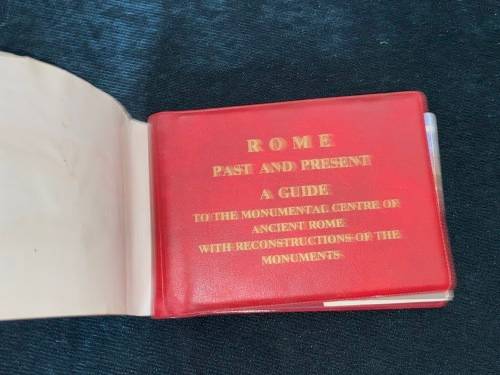 ROME
PAST AND PRESENT
A GUIDE
TO THE MONUMENTAL CENTRE OF
ANCIENT ROME
WITH RECONSTRUCTIONS OF THE
MONUMENTS